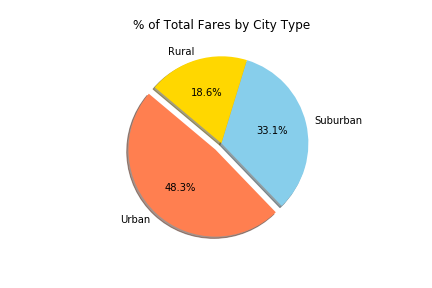 % of Total Fares by City Type
Rural
18.6%
Suburban
33.1%
48.3%
Urban